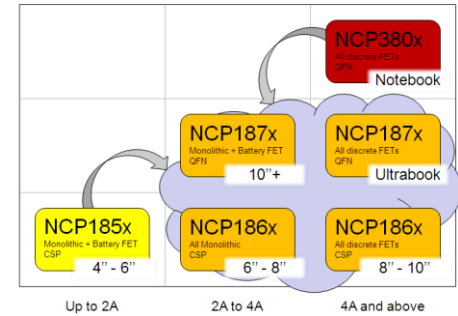 NCP380x
All discrete FETs
QFN
Notebook
NCP187x
Monolithic + Battery FET
QFN
10”+
NCP187x
All discrete FETs
QFN
Ultrabook
NCP185x
Monolithic + Battery FET
CSP
4” - 6”
NCP186x
All Monolithic
CSP
6” - 8”
NCP186x
All discrete FETs
CSP
8” - 10”
Up to 2A
2A to 4A
4A and above